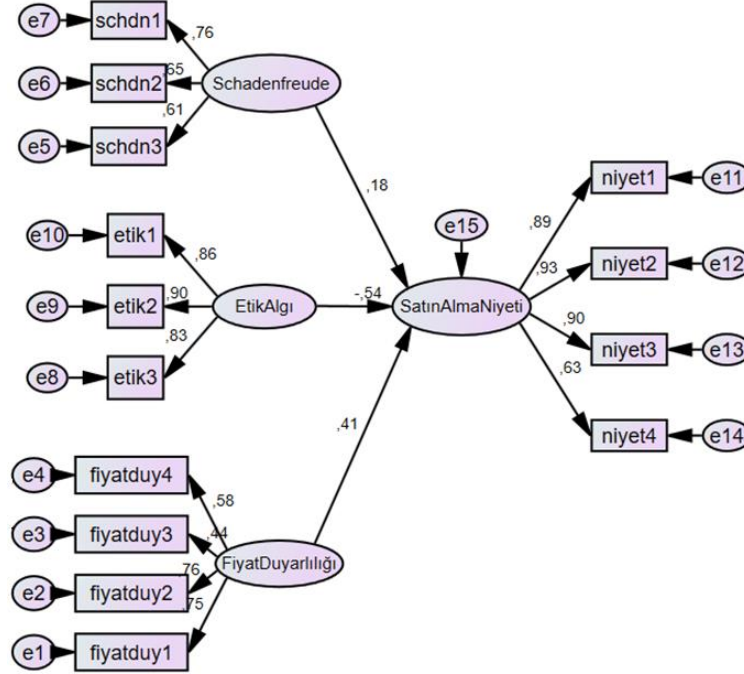 e7 schdn1 ,76
e6 schdn2 ,65 Schadenfreude
e5 schdn3 ,61
,18
e10 etik1 ,86
e9 etik2 ,90 EtikAlgı -,54
e8 etik3 ,83
e15
SatınAlmaNiyeti
,89 niyet1 e11
,93 niyet2 e12
,90 niyet3 e13
,63 niyet4 e14
,41
e4 fiyatduy4 ,58
e3 fiyatduy3 ,44
FiyatDuyarlılığı
e2 fiyatduy2 ,76
e1 fiyatduy1 ,75